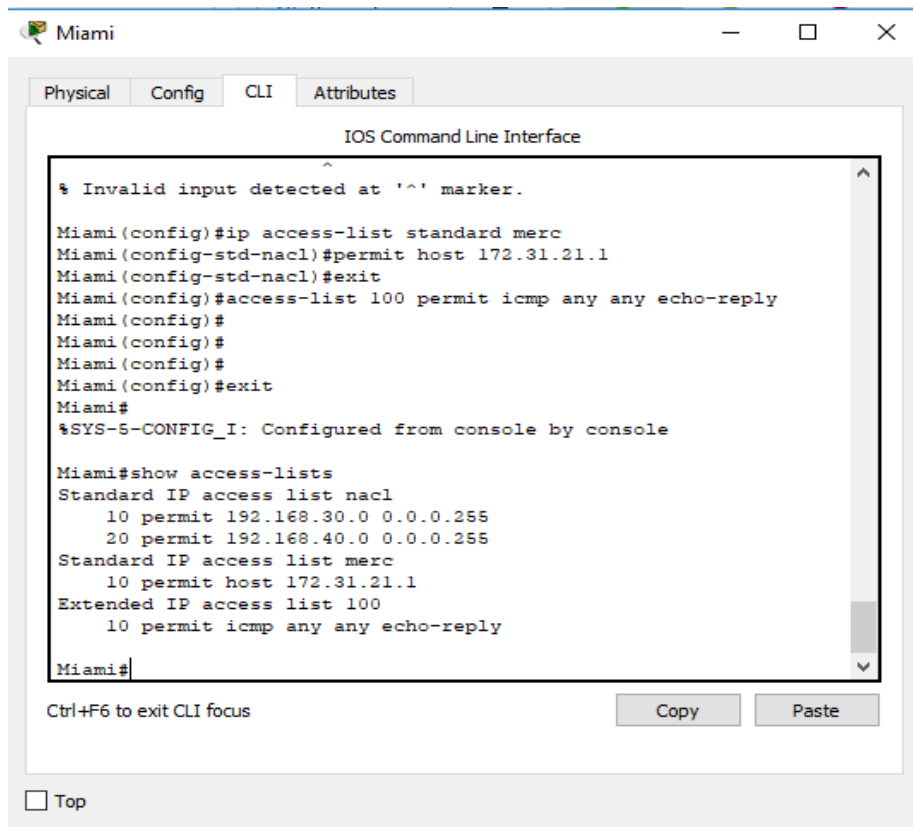 Miami
Physical Config CLI Attributes
IOS Command Line Interface
^
% Invalid input detected at '^' marker.
Miami(config)#ip access-list standard merc
Miami(config-std-nacl)#permit host 172.31.21.1
Miami(config-std-nacl)#exit
Miami(config)#access-list 100 permit icmp any any echo-reply
Miami(config)#
Miami(config)#
Miami(config)#
Miami(config)#exit
Miami#
%SYS-5-CONFIG_I: Configured from console by console
Miami#show access-lists
Standard IP access list nacl
10 permit 192.168.30.0 0.0.0.255
20 permit 192.168.40.0 0.0.0.255
Standard IP access list merc
10 permit host 172.31.21.1
Extended IP access list 100
10 permit icmp any any echo-reply
Miami#
Ctrl+F6 to exit CLI focus Copy Paste
Top